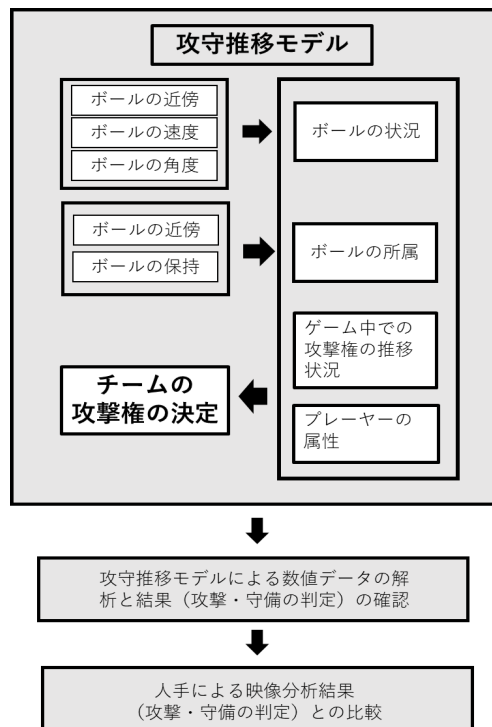 攻守推移モデル
ボールの近傍
ボールの速度
ボールの角度
ボールの状況
ボールの近傍
ボールの保持
ボールの所属
ゲーム中での
攻撃権の推移
状況
チームの
攻撃権の決定
プレーヤーの
属性
攻守推移モデルによる数値データの解
析と結果（攻撃・守備の判定）の確認
人手による映像分析結果
（攻撃・守備の判定）との比較